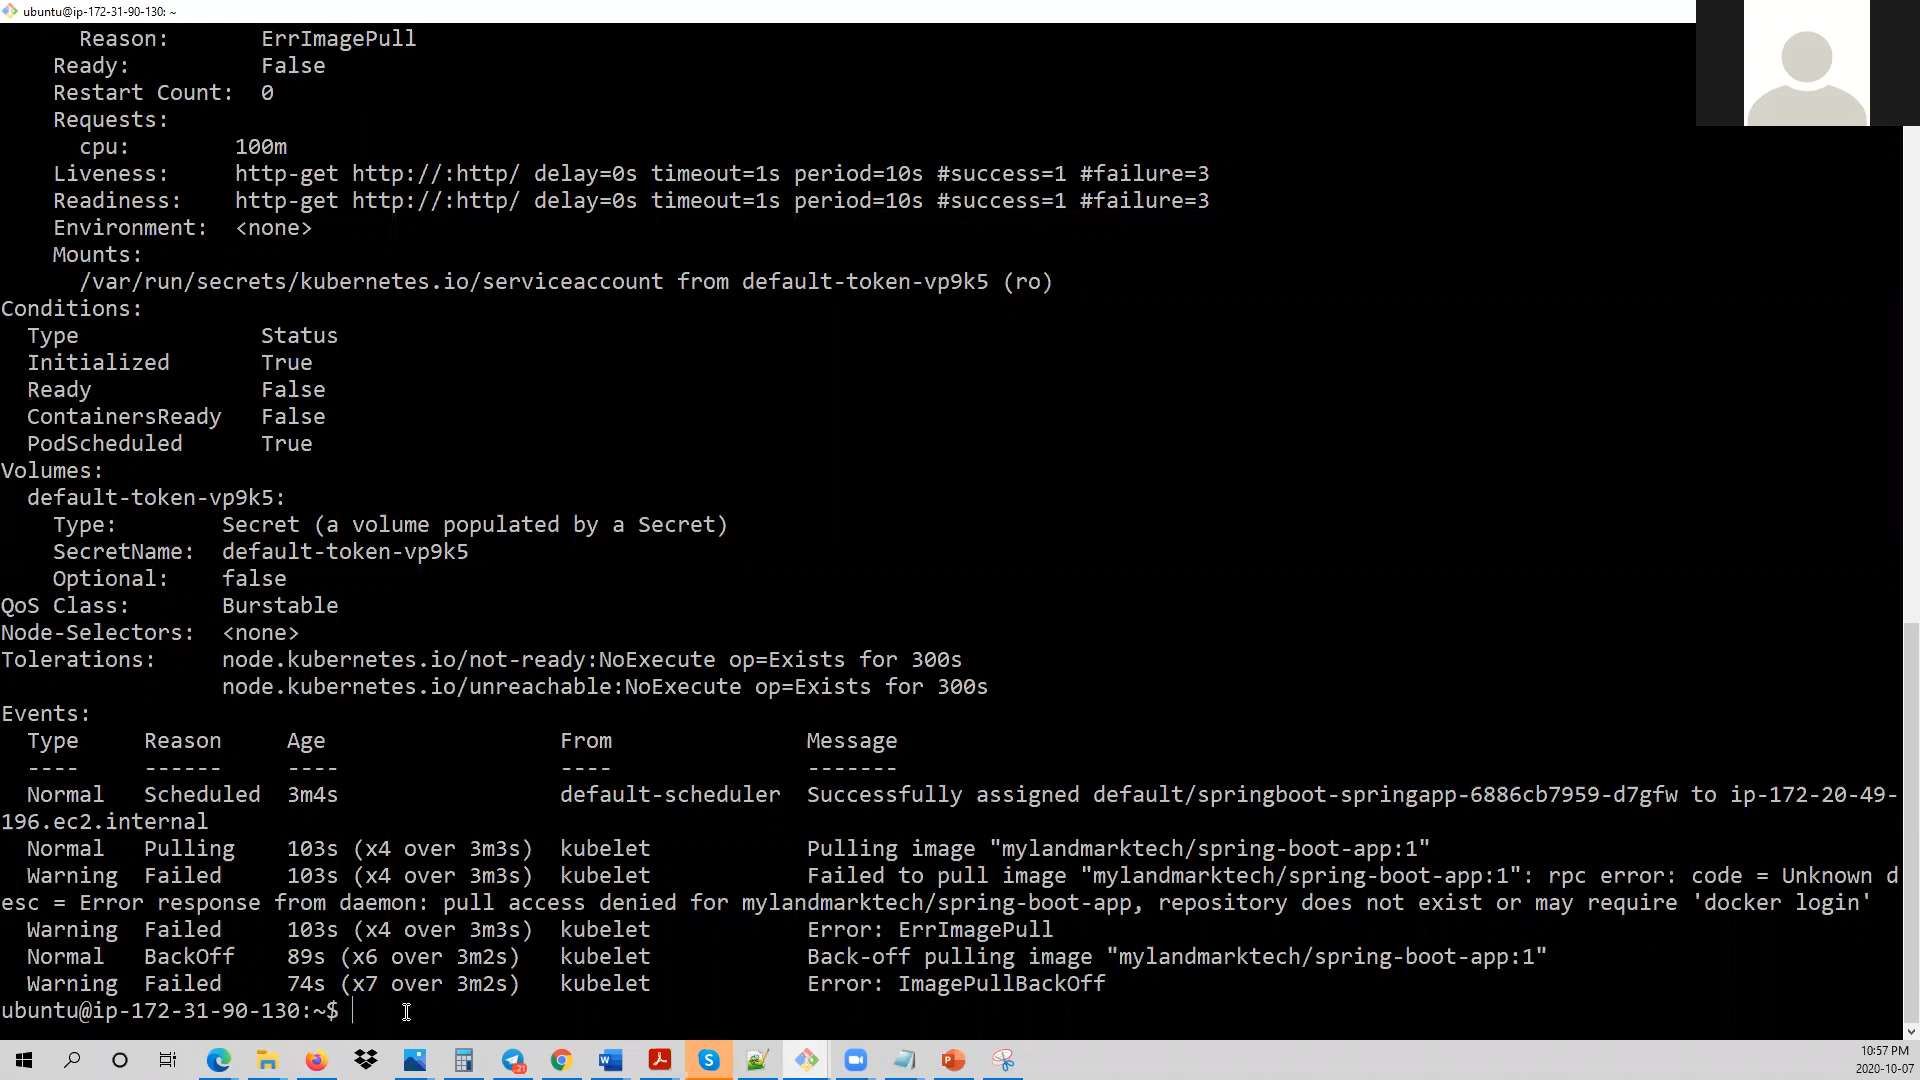 ubuntu@ip-172-31-90-130: ~
Reason: ErrImagePull
Ready: False
Restart Count: 0
Requests:
cpu: 100m
Liveness: http-get http://:http/ delay=0s timeout=1s period=10s #success=1 #failure=3
Readiness: http-get http://:http/ delay=0s timeout=1s period=10s #success=1 #failure=3
Environment: <none>
Mounts:
/var/run/secrets/kubernetes.io/serviceaccount from default-token-vp9k5 (ro)
Conditions:
Type Status
Initialized True
Ready False
ContainersReady False
PodScheduled True
Volumes:
default-token-vp9k5:
Type: Secret (a volume populated by a Secret)
SecretName: default-token-vp9k5
Optional: false
QoS Class: Burstable
Node-Selectors: <none>
Tolerations: node.kubernetes.io/not-ready:NoExecute op=Exists for 300s
node.kubernetes.io/unreachable:NoExecute op=Exists for 300s
Events:
Type Reason Age From Message
---- ------ ---- ---- -------
Normal Scheduled 3m4s default-scheduler Successfully assigned default/springboot-springapp-6886cb7959-d7gfw to ip-172-20-49-
196.ec2.internal
Normal Pulling 103s (x4 over 3m3s) kubelet Pulling image "mylandmarktech/spring-boot-app:1"
Warning Failed 103s (x4 over 3m3s) kubelet Failed to pull image "mylandmarktech/spring-boot-app:1": rpc error: code = Unknown d
esc = Error response from daemon: pull access denied for mylandmarktech/spring-boot-app, repository does not exist or may require 'docker login'
Warning Failed 103s (x4 over 3m3s) kubelet Error: ErrImagePull
Normal BackOff 89s (x6 over 3m2s) kubelet Back-off pulling image "mylandmarktech/spring-boot-app:1"
Warning Failed 74s (x7 over 3m2s) kubelet Error: ImagePullBackOff
ubuntu@ip-172-31-90-130:~$
10:57 PM
2020-10-07